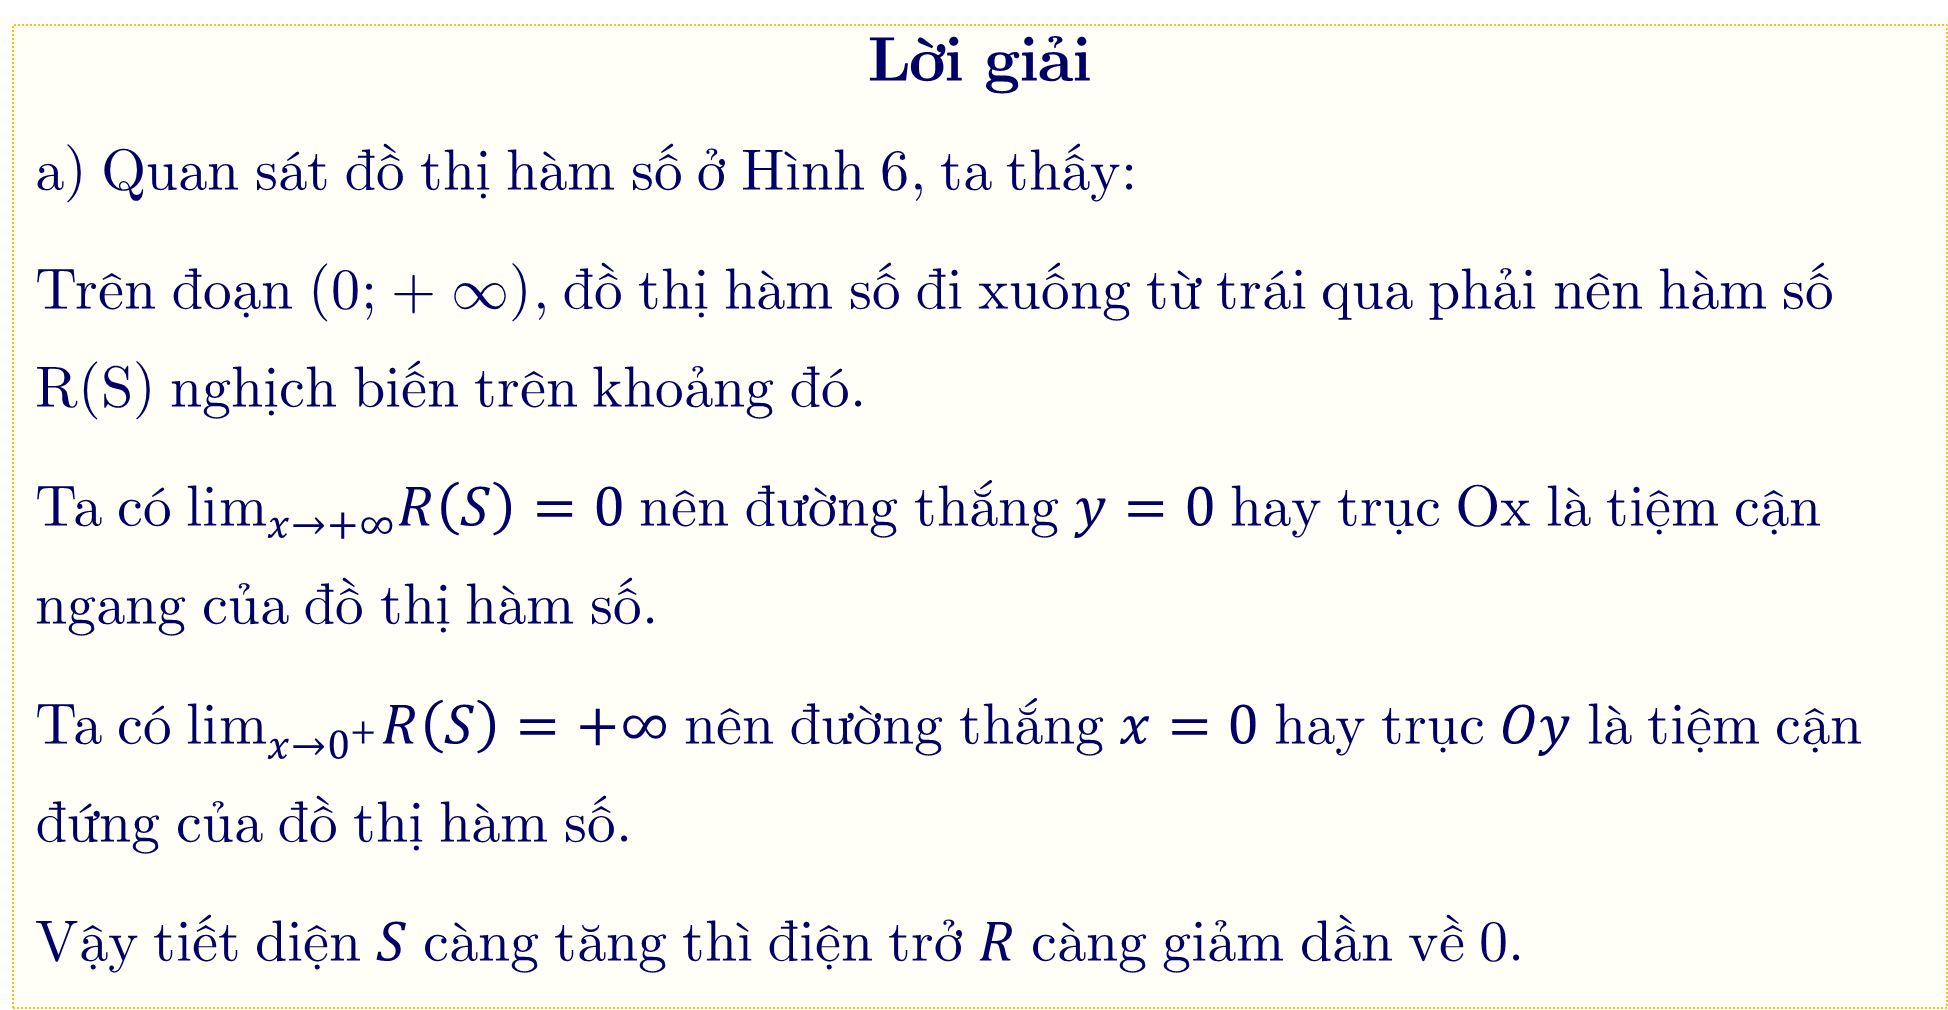 Lời giải
a) Quan sát đồ thị hàm số ở Hình 6, ta thấy:
Trên đoạn (0; + ∞), đồ thị hàm số đi xuống từ trái qua phải nên hàm số
R(S) nghịch biến trên khoảng đó.
Ta có limₓ→₊∞R(S) = 0 nên đường thắng y = 0 hay trục Ox là tiệm cận
ngang của đồ thị hàm số.
Ta có limₓ→₀⁺R(S) = +∞ nên đường thắng x = 0 hay trục Oy là tiệm cận
đứng của đồ thị hàm số.
Vậy tiết diện S càng tăng thì điện trở R càng giảm dần về 0.